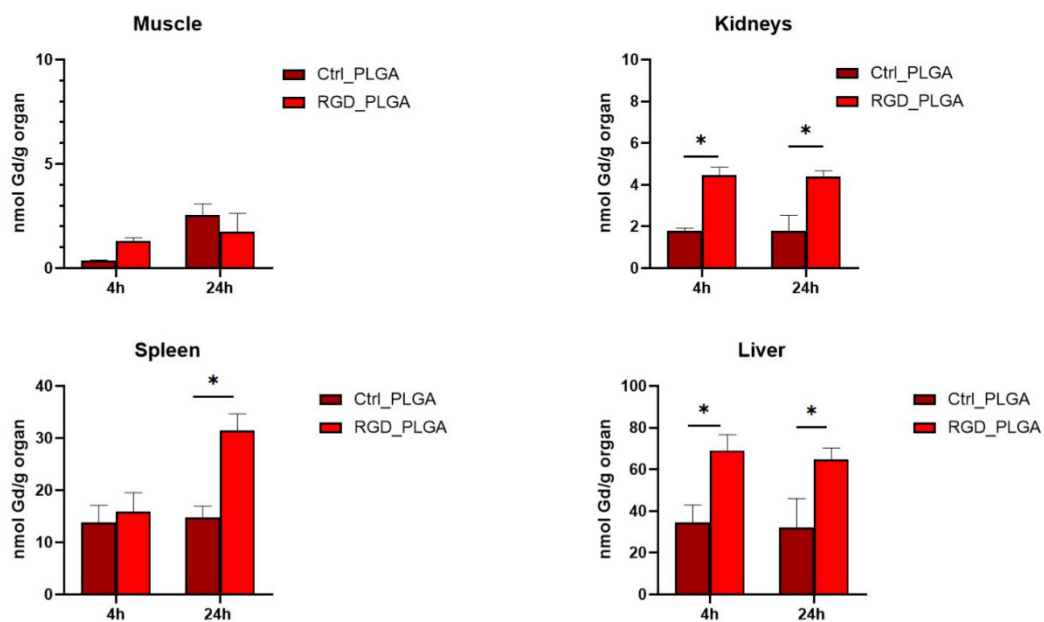 Muscle
10
5
0
nmol Gd/g organ
4h
24h
Ctrl_PLGA
RGD_PLGA
Kidneys
10
8
6
4
2
0
nmol Gd/g organ
*
*
4h
24h
Ctrl_PLGA
RGD_PLGA
Spleen
40
30
20
10
0
nmol Gd/g organ
*
4h
24h
Ctrl_PLGA
RGD_PLGA
Liver
100
80
60
40
20
0
nmol Gd/g organ
*
*
4h
24h
Ctrl_PLGA
RGD_PLGA